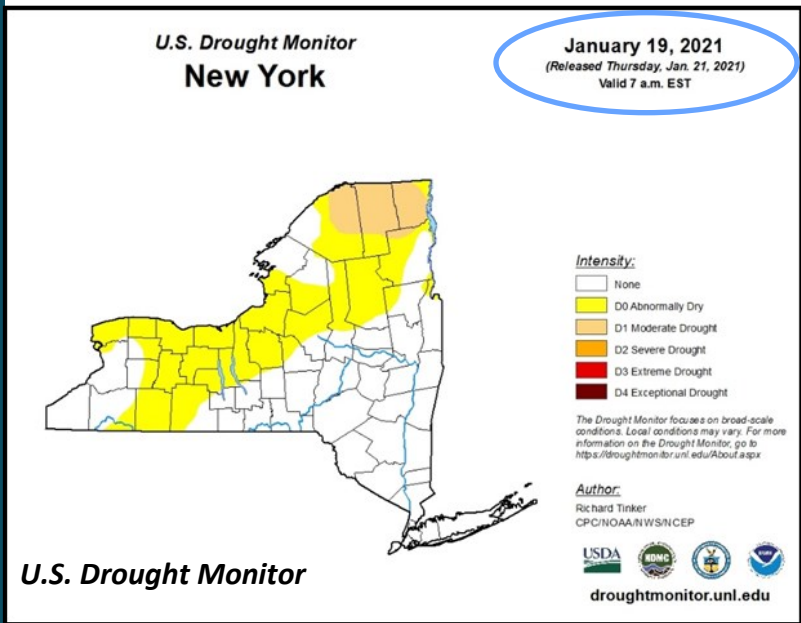 U.S. Drought Monitor
New York
January 19, 2021
(Released Thursday, Jan. 21, 2021)
Valid 7 a.m. EST
Intensity:
None
D0 Abnormally Dry
D1 Moderate Drought
D2 Severe Drought
D3 Extreme Drought
D4 Exceptional Drought
The Drought Monitor focuses on broad-scale
conditions. Local conditions may vary. For more
information on the Drought Monitor, go to
https://droughtmonitor.unl.edu/About.aspx
Author:
Richard Tinker
CPC/NOAA/NWS/NCEP
USDA
NDMC
droughtmonitor.unl.edu
U.S. Drought Monitor